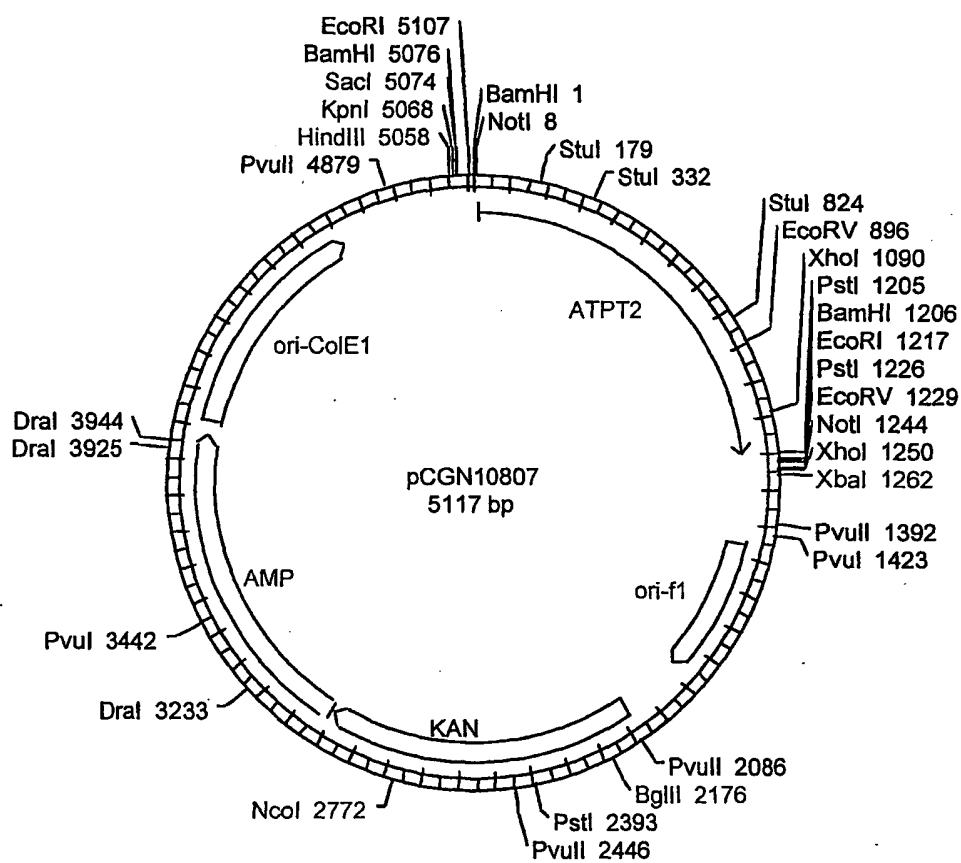 EcoRI 5107
BamHI 5076
SacI 5074
KpnI 5068
HindIII 5058
PvuII 4879
BamHI 1
NotI 8
StuI 179
StuI 332
StuI 824
EcoRV 896
XhoI 1090
PstI 1205
BamHI 1206
EcoRI 1217
PstI 1226
EcoRV 1229
NotI 1244
XhoI 1250
XbaI 1262
PvuII 1392
PvuI 1423
ATPT2
ori-ColE1
DraI 3944
DraI 3925
pCGN10807
5117 bp
ori-f1
AMP
PvuI 3442
DraI 3233
KAN
NcoI 2772
PvuII 2086
BglII 2176
PstI 2393
PvuII 2446